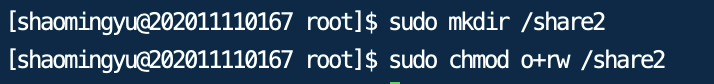 [shaomingyu@202011110167 root]$ sudo mkdir /share2
[shaomingyu@202011110167 root]$ sudo chmod o+rw /share2